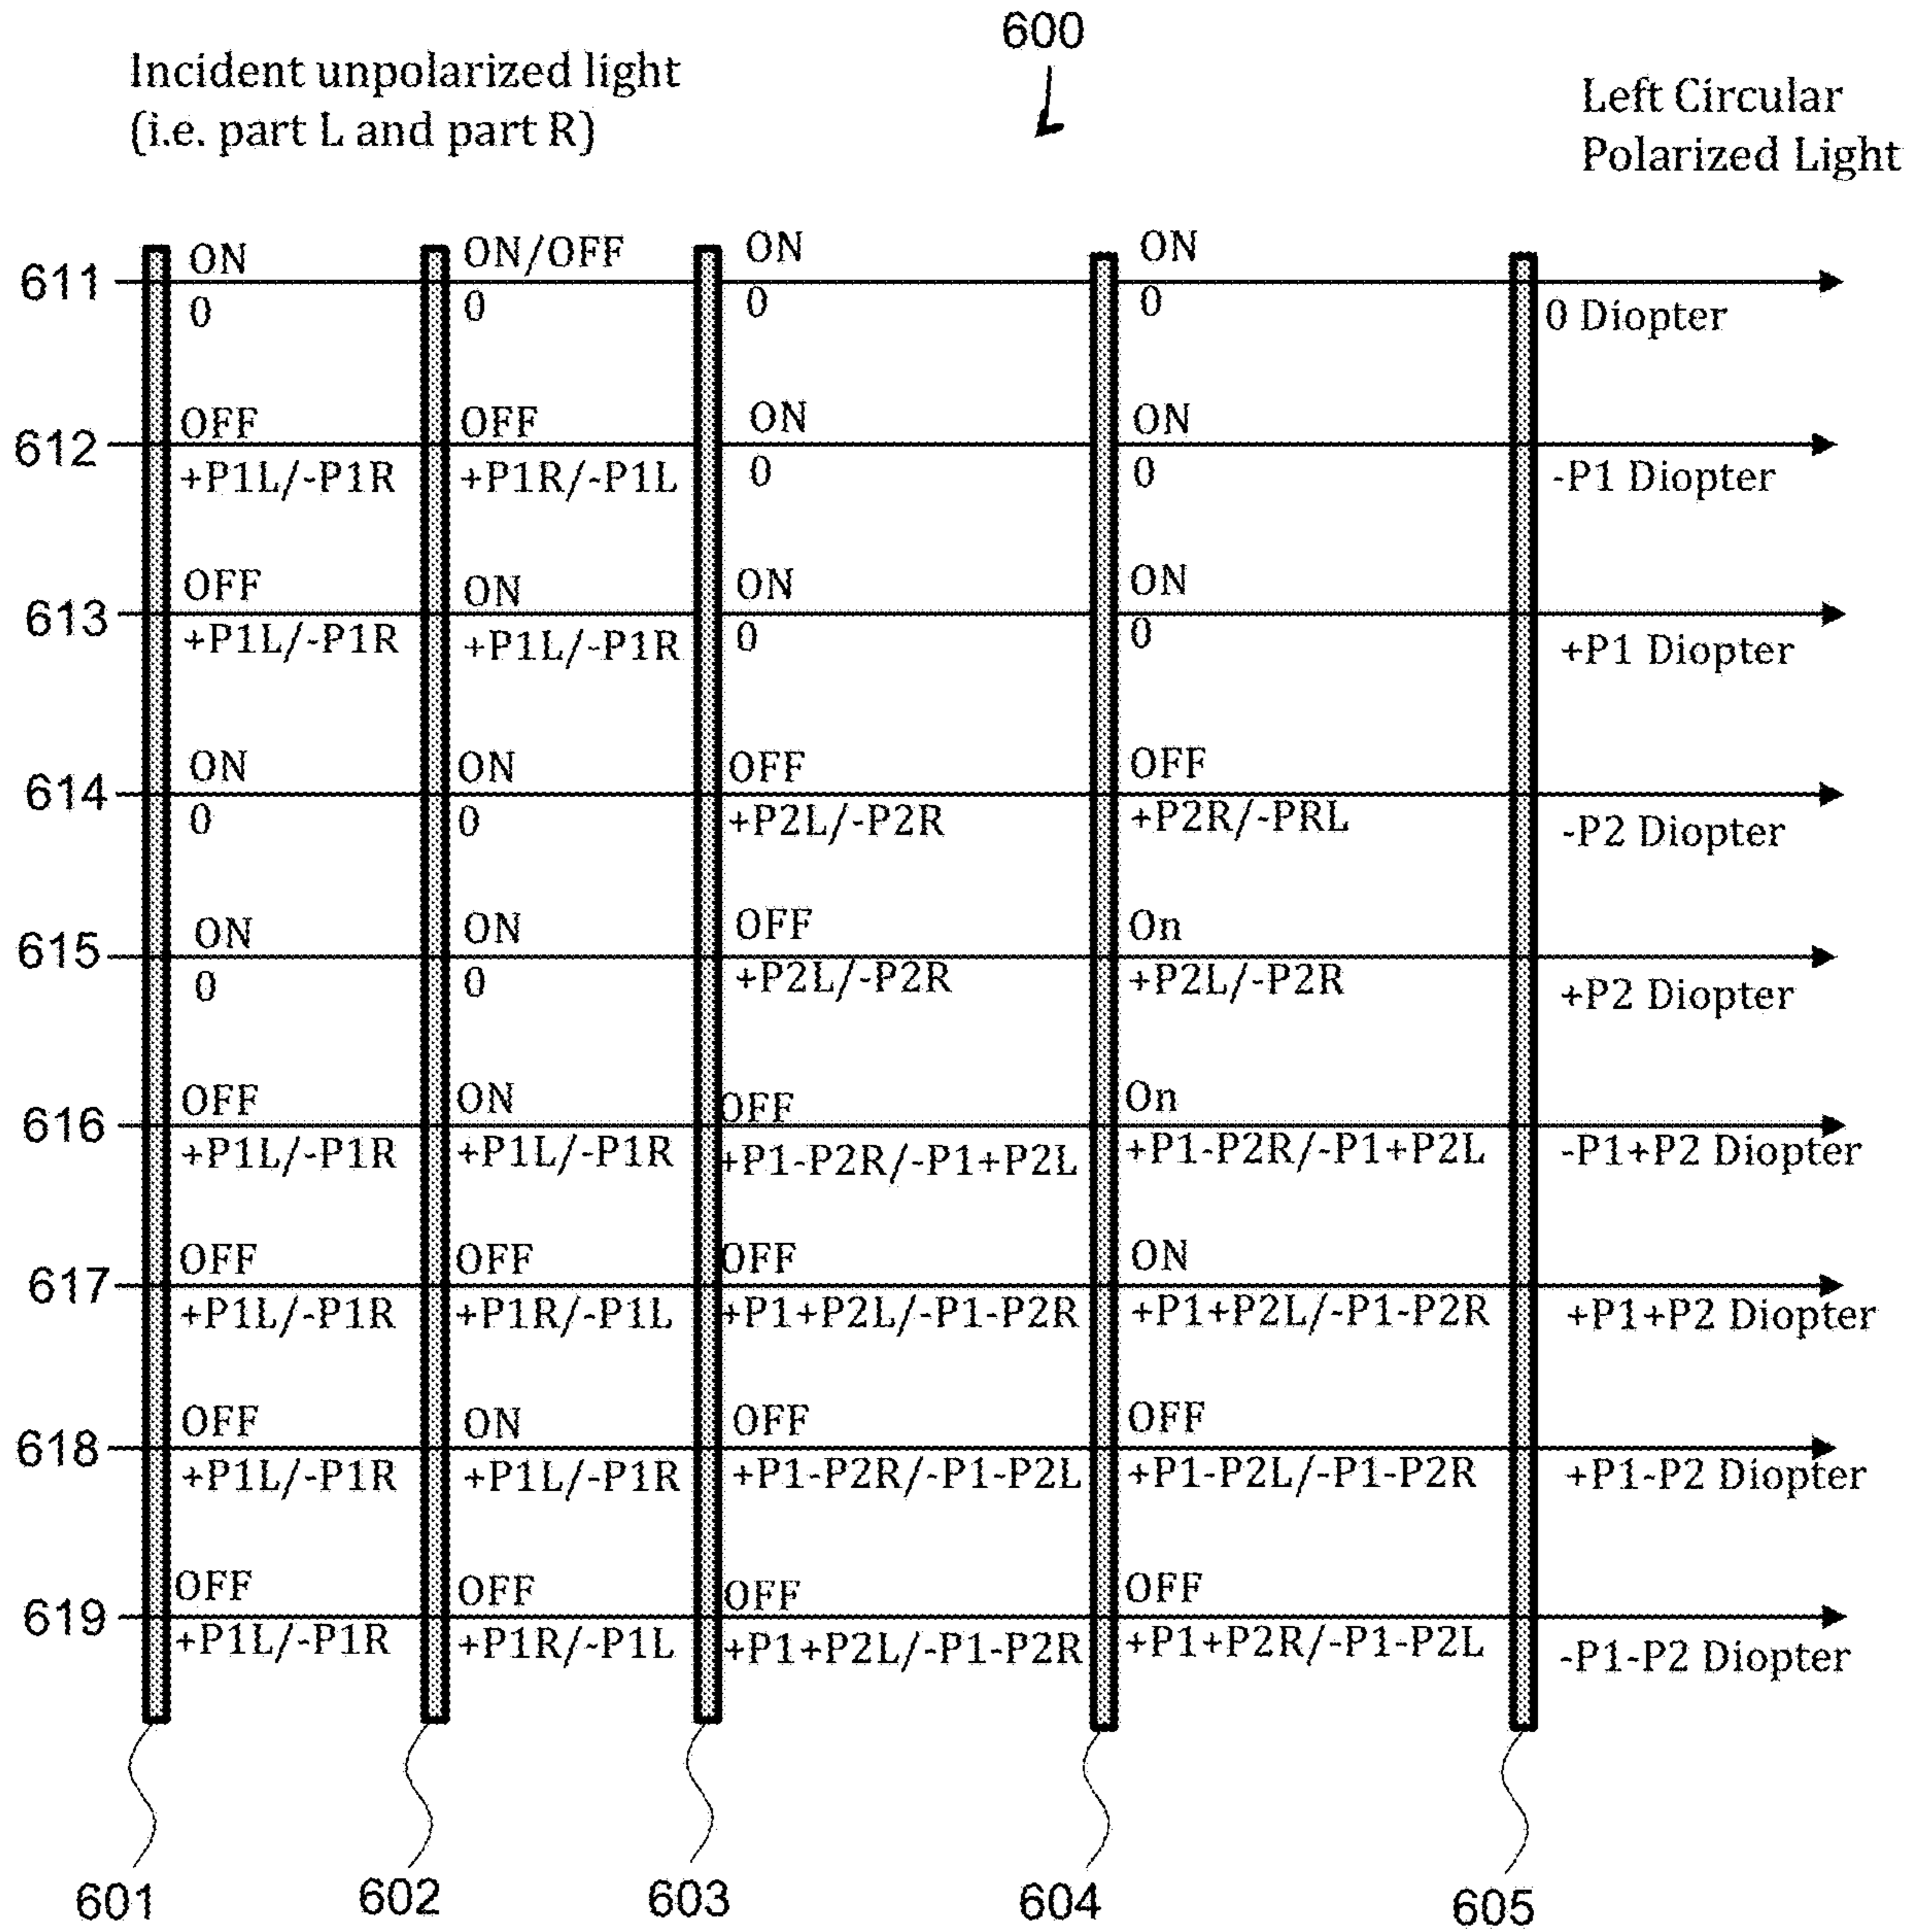 600
Incident unpolarized light
(i.e. part L and part R)
Left Circular
Polarized Light
611 ON ON/OFF ON ON
0 0 0 0 0 Diopter
612 OFF OFF ON ON
+P1L/-P1R +P1R/-P1L 0 0 -P1 Diopter
613 OFF ON ON ON
+P1L/-P1R +P1L/-P1R 0 0 +P1 Diopter
614 ON ON OFF OFF
0 0 +P2L/-P2R +P2R/-PRL -P2 Diopter
615 ON ON OFF On
0 0 +P2L/-P2R +P2L/-P2R +P2 Diopter
616 OFF ON OFF On
+P1L/-P1R +P1L/-P1R +P1-P2R/-P1+P2L +P1-P2R/-P1+P2L -P1+P2 Diopter
617 OFF OFF OFF ON
+P1L/-P1R +P1R/-P1L +P1+P2L/-P1-P2R +P1+P2L/-P1-P2R +P1+P2 Diopter
618 OFF ON OFF OFF
+P1L/-P1R +P1L/-P1R +P1-P2R/-P1-P2L +P1-P2L/-P1-P2R +P1-P2 Diopter
619 OFF OFF OFF OFF
+P1L/-P1R +P1R/-P1L +P1+P2L/-P1-P2R +P1+P2R/-P1-P2L -P1-P2 Diopter
601 602 603 604 605